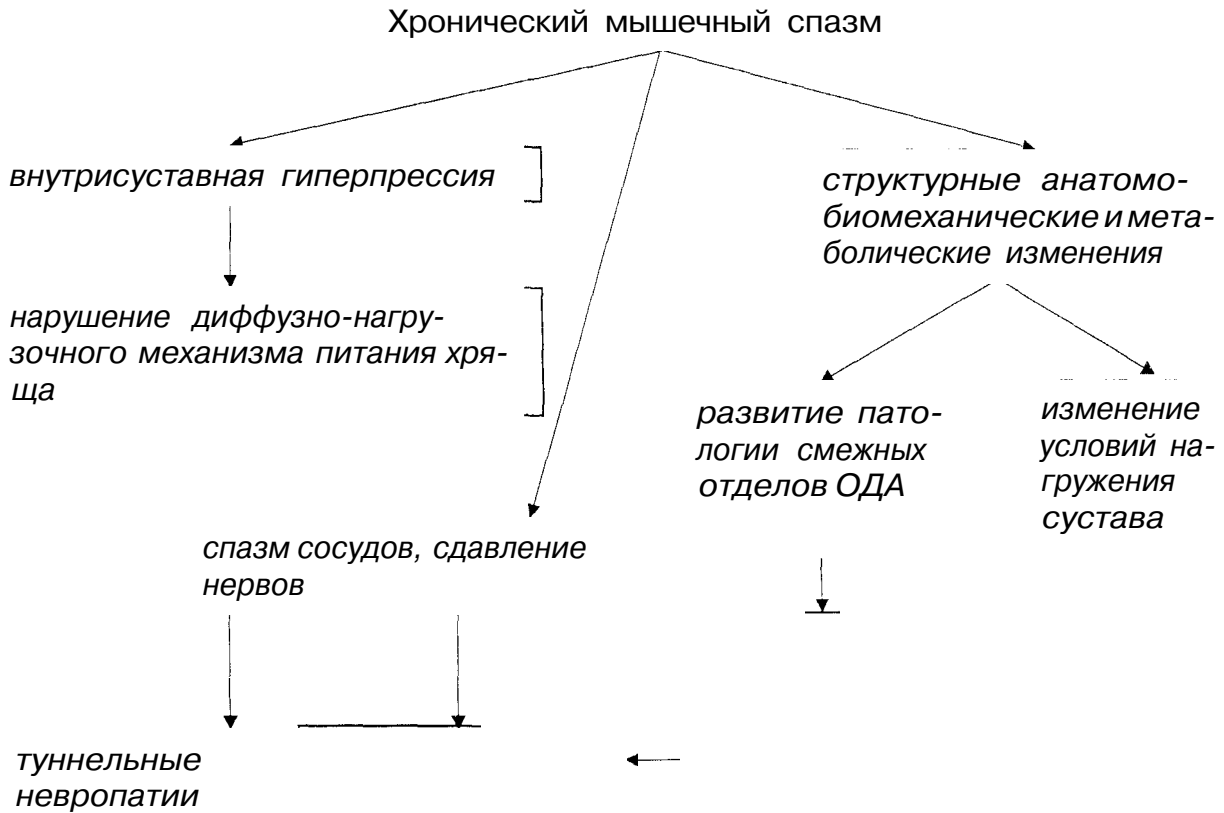 Хронический мышечный спазм
внутрисуставная гиперпрессия
структурные анатомо-
биомеханические и мета-
болические изменения
нарушение диффузно-нагру-
зочного механизма питания хря-
ща
развитие пато-
логии смежных
отделов ОДА
изменение
условий на-
гружения
сустава
спазм сосудов, сдавление
нервов
туннельные
невропатии